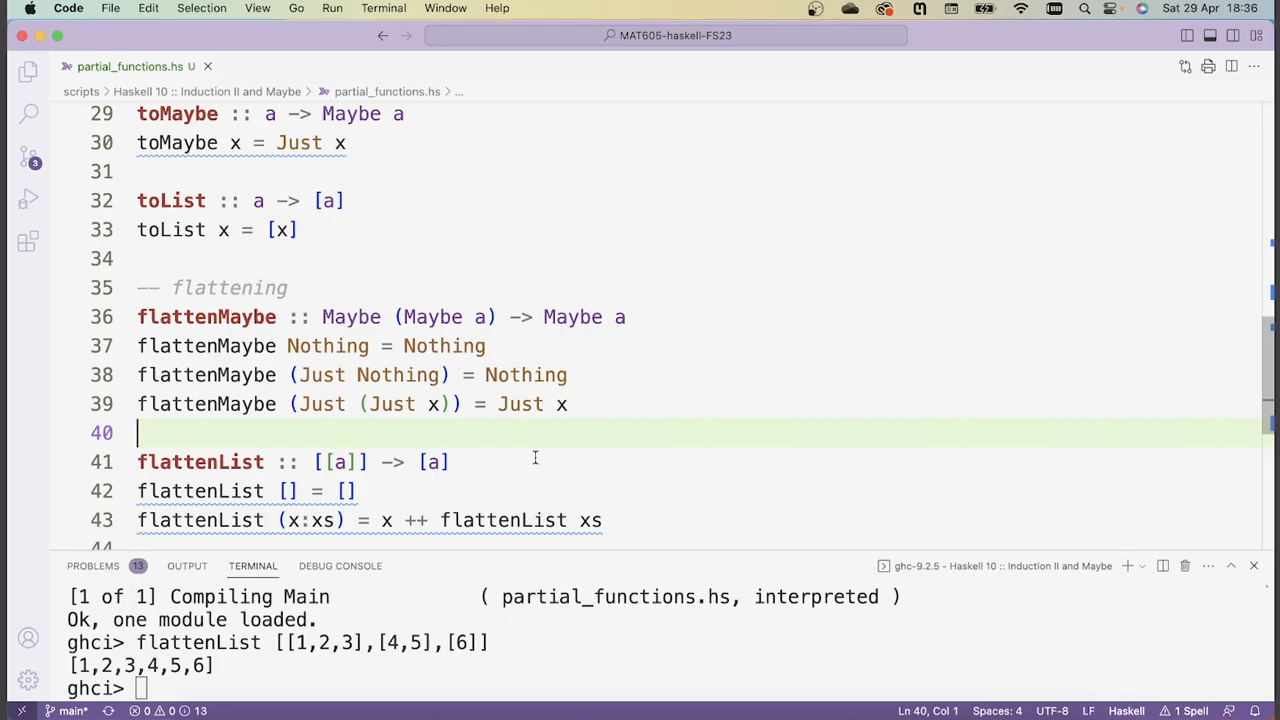 Code File Edit Selection View Go Run Terminal Window Help Sat 29 Apr 18:36
MAT605-haskell-FS23
partial_functions.hs U
scripts > Haskell 10 :: Induction II and Maybe > partial_functions.hs > ...
29 toMaybe :: a -> Maybe a
30 toMaybe x = Just x
31
32 toList :: a -> [a]
33 toList x = [x]
34
35 -- flattening
36 flattenMaybe :: Maybe (Maybe a) -> Maybe a
37 flattenMaybe Nothing = Nothing
38 flattenMaybe (Just Nothing) = Nothing
39 flattenMaybe (Just (Just x)) = Just x
40
41 flattenList :: [[a]] -> [a]
42 flattenList [] = []
43 flattenList (x:xs) = x ++ flattenList xs
44
3
PROBLEMS 13 OUTPUT TERMINAL DEBUG CONSOLE ghc-9.2.5 - Haskell 10 :: Induction II and Maybe
[1 of 1] Compiling Main ( partial_functions.hs, interpreted )
Ok, one module loaded.
ghci> flattenList [[1,2,3],[4,5],[6]]
[1,2,3,4,5,6]
ghci>
main* 0 0 13 Ln 40, Col 1 Spaces: 4 UTF-8 LF Haskell 1 Spell